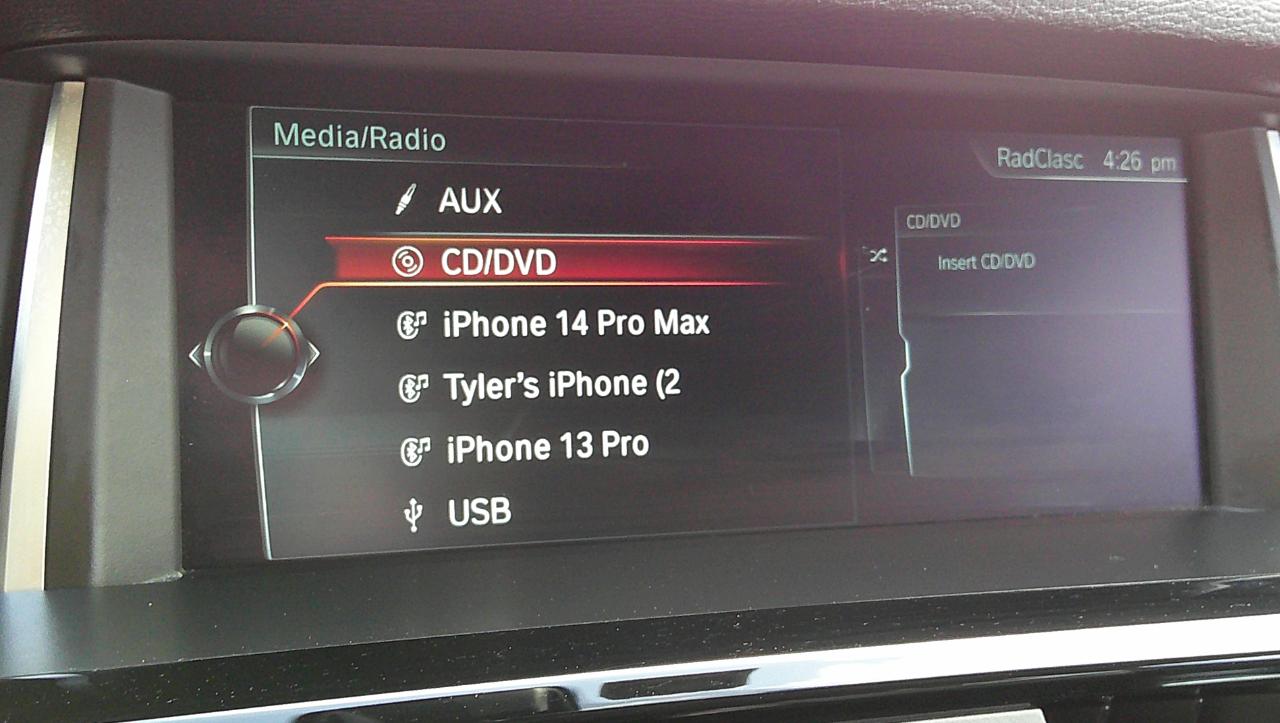 Media/Radio
RadClasc 4:26 pm
AUX
CD/DVD
iPhone 14 Pro Max
Tyler's iPhone (2
iPhone 13 Pro
USB
CD/DVD
Insert CD/DVD